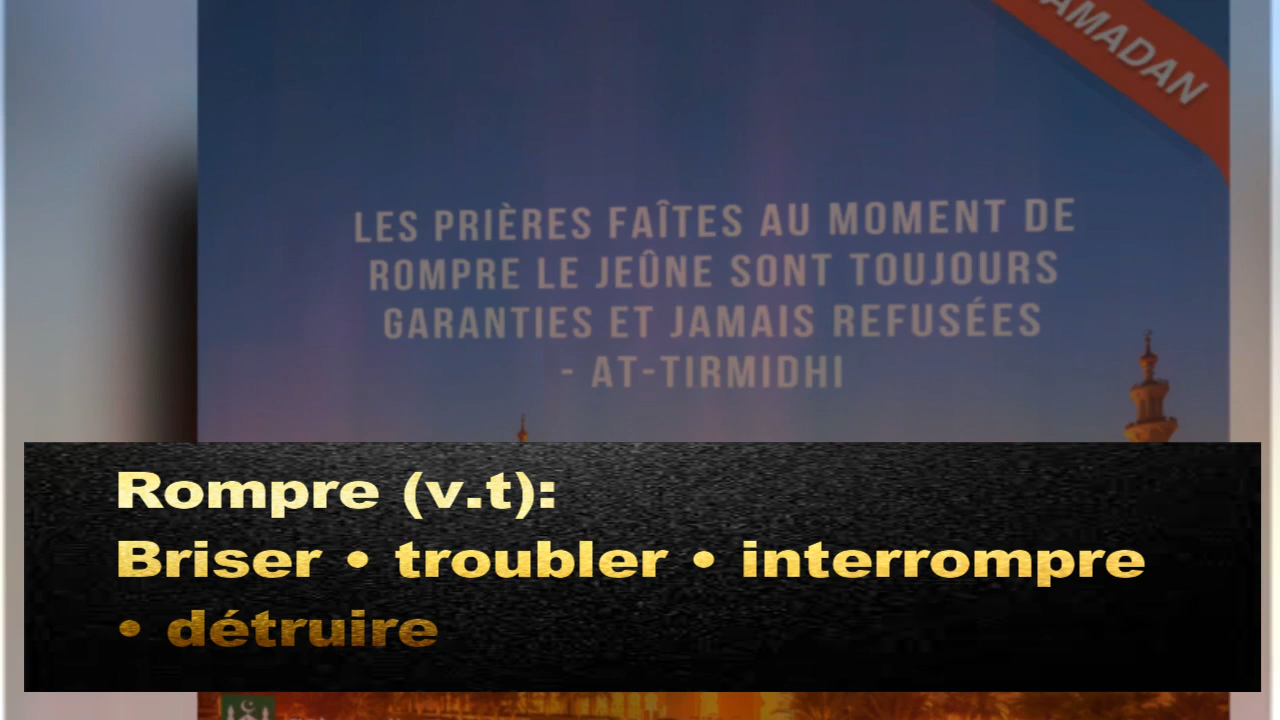 AMADAN
LES PRIÈRES FAÎTES AU MOMENT DE
ROMPRE LE JEÛNE SONT TOUJOURS
GARANTIES ET JAMAIS REFUSÉES
- AT-TIRMIDHI
Rompre (v.t):
Briser • troubler • interrompre
• détruire